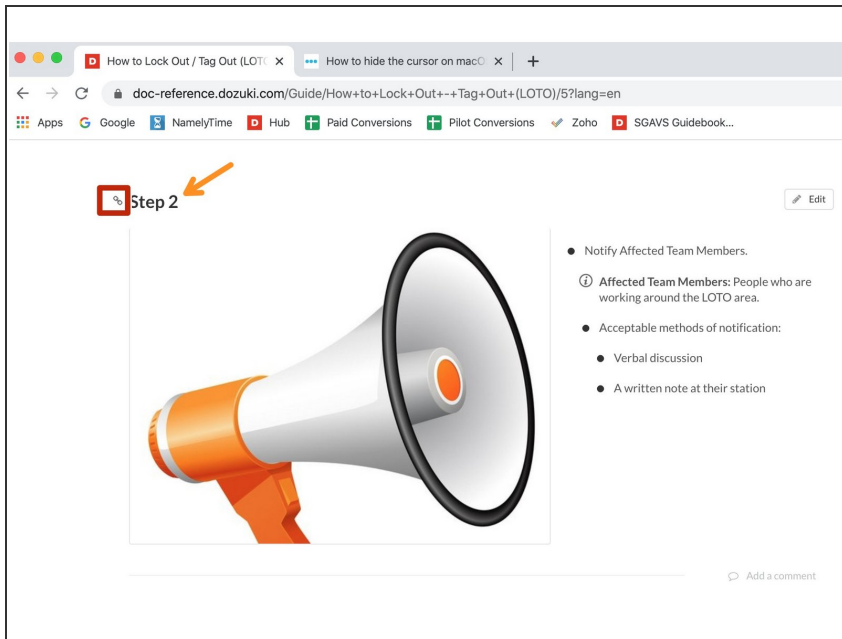 How to Lock Out / Tag Out (LOT
How to hide the cursor on macO
doc-reference.dozuki.com/Guide/How+to+Lock+Out+-+Tag+Out+(LOTO)/5?lang=en
Apps Google NamelyTime D Hub Paid Conversions Pilot Conversions Zoho D SGAVS Guidebook...
Step 2
Edit
Notify Affected Team Members.
Affected Team Members: People who are
working around the LOTO area.
Acceptable methods of notification:
Verbal discussion
A written note at their station
Add a comment